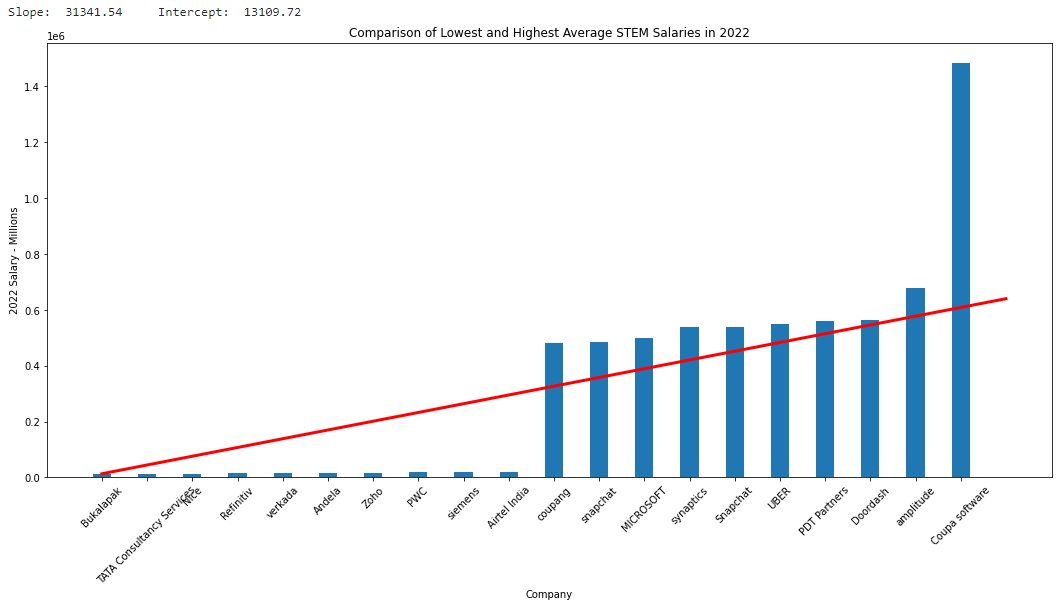 Slope:  31341.54     Intercept:  13109.72
Comparison of Lowest and Highest Average STEM Salaries in 2022
1e6
1.4
1.2
1.0
0.8
0.6
0.4
0.2
0.0
2022 Salary - Millions
Bukalapak
TATA Consultancy Services
Nice
Refinitiv
verkada
Andela
Zoho
PWC
siemens
Airtel India
coupang
snapchat
MICROSOFT
synaptics
Snapchat
UBER
PDT Partners
Doordash
amplitude
Coupa software
Company